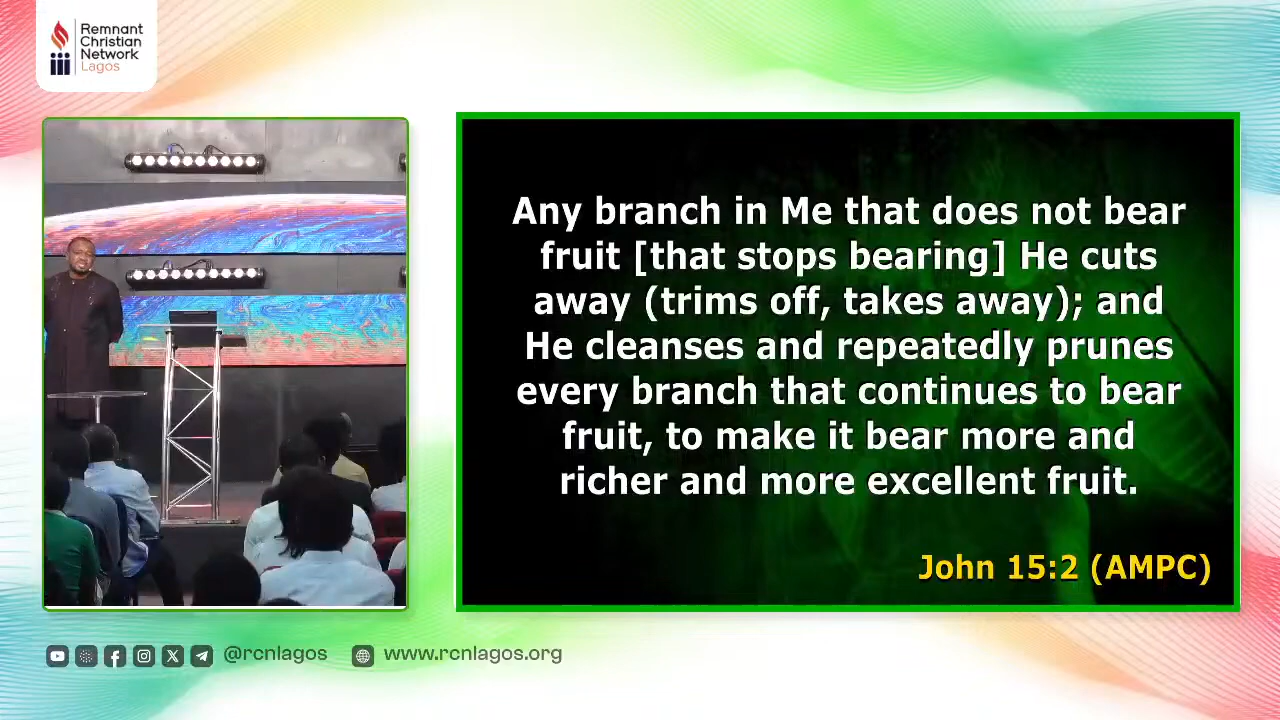 Remnant
Christian
Network
Lagos
Any branch in Me that does not bear
fruit [that stops bearing] He cuts
away (trims off, takes away); and
He cleanses and repeatedly prunes
every branch that continues to bear
fruit, to make it bear more and
richer and more excellent fruit.
John 15:2 (AMPC)
@rcnlagos
www.rcnlagos.org